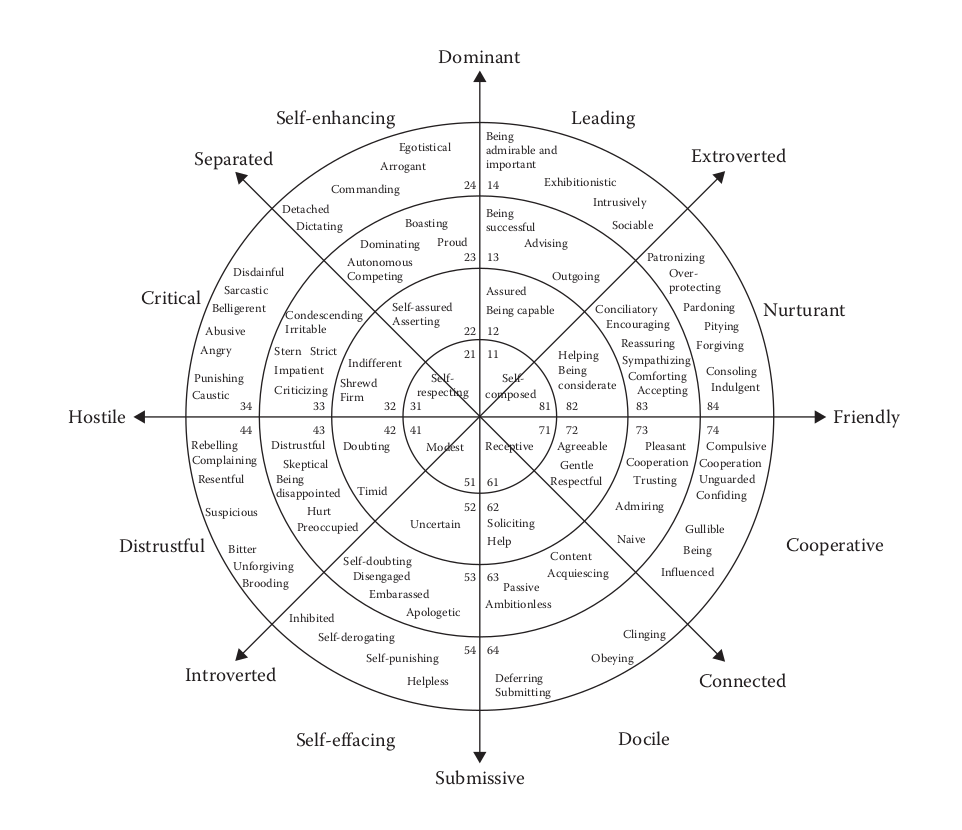 Dominant
Self-enhancing
Leading
Separated
Extroverted
Egotistical
Arrogant
Commanding
24
Being
admirable and
important
14
Exhibitionistic
Intrusively
Sociable
Detached
Dictating
Boasting
Dominating
Proud
Autonomous
Competing
23
Being
successful
Advising
13
Outgoing
Patronizing
Over-
protecting
Critical
Disdainful
Sarcastic
Belligerent
Abusive
Angry
Punishing
Caustic
34
Condescending
Irritable
Stern Strict
Impatient
Criticizing
33
Self-assured
Asserting
22
Indifferent
Shrewd
Firm
32
21
Self-
respecting
31
Assured
Being capable
12
11
Self-
composed
81
Helping
Being
considerate
82
Conciliatory
Encouraging
Reassuring
Sympathizing
Comforting
Accepting
83
Pardoning
Pitying
Forgiving
Consoling
Indulgent
84
Nurturant
Hostile
Friendly
44
Rebelling
Complaining
Resentful
Suspicious
Bitter
Unforgiving
Brooding
43
Distrustful
Skeptical
Being
disappointed
Hurt
Preoccupied
42
Doubting
Timid
41
Modest
51
71
Receptive
61
72
Agreeable
Gentle
Respectful
73
Pleasant
Cooperation
Trusting
Admiring
Naive
74
Compulsive
Cooperation
Unguarded
Confiding
Gullible
Being
Influenced
Distrustful
Cooperative
52
Uncertain
62
Soliciting
Help
Self-doubting
Disengaged
Embarassed
Apologetic
53
63
Content
Acquiescing
Passive
Ambitionless
Inhibited
Self-derogating
Self-punishing
Helpless
54
64
Clinging
Obeying
Deferring
Submitting
Introverted
Connected
Self-effacing
Docile
Submissive